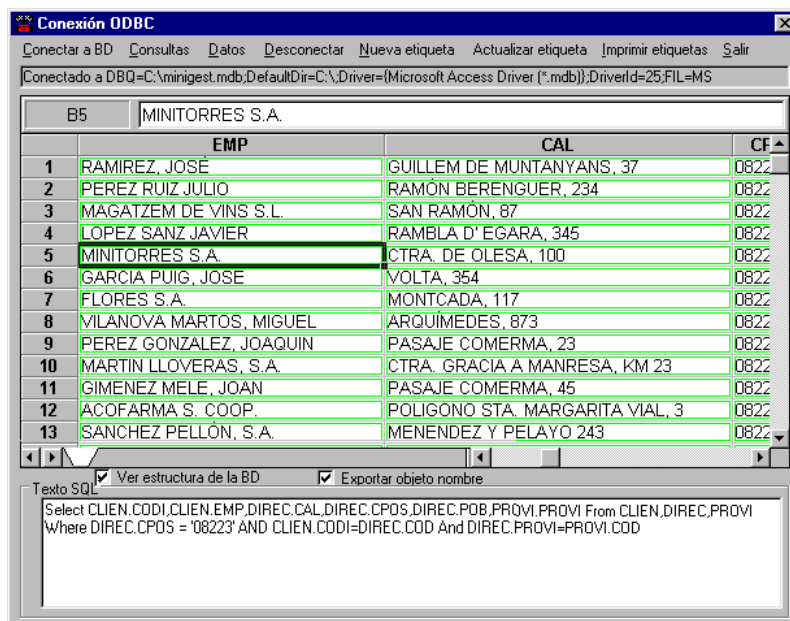 Conexión ODBC
Conectar a BD Consultas Datos Desconectar Nueva etiqueta Actualizar etiqueta Imprimir etiquetas Salir
Conectado a DBQ=C:\minigest.mdb;DefaultDir=C:\;Driver={Microsoft Access Driver (*.mdb)};DriverId=25;FIL=MS
B5 MINITORRES S.A.
EMP CAL
1 RAMIREZ, JOSÉ GUILLEM DE MUNTANYANS, 37 0822
2 PEREZ RUIZ JULIO RAMÓN BERENGUER, 234 0822
3 MAGATZEM DE VINS S.L. SAN RAMÓN, 87 0822
4 LOPEZ SANZ JAVIER RAMBLA D' EGARA, 345 0822
5 MINITORRES S.A. CTRA. DE OLESA, 100 0822
6 GARCIA PUIG, JOSE VOLTA, 354 0822
7 FLORES S.A. MONTCADA, 117 0822
8 VILANOVA MARTOS, MIGUEL ARQUÍMEDES, 873 0822
9 PEREZ GONZALEZ, JOAQUIN PASAJE COMERMA, 23 0822
10 MARTIN LLOVERAS, S.A. CTRA. GRACIA A MANRESA, KM 23 0822
11 GIMENEZ MELE, JOAN PASAJE COMERMA, 45 0822
12 ACOFARMA S. COOP. POLIGONO STA. MARGARITA VIAL, 3 0822
13 SANCHEZ PELLÓN, S.A. MENENDEZ Y PELAYO 243 0822
Ver estructura de la BD Exportar objeto nombre
Texto SQL
Select CLIEN.CODI,CLIEN.EMP,DIREC.CAL,DIREC.CPOS,DIREC.POB,PROVI.PROVI From CLIEN,DIREC,PROVI
Where DIREC.CPOS = '08223' AND CLIEN.CODI=DIREC.COD And DIREC.PROVI=PROVI.COD